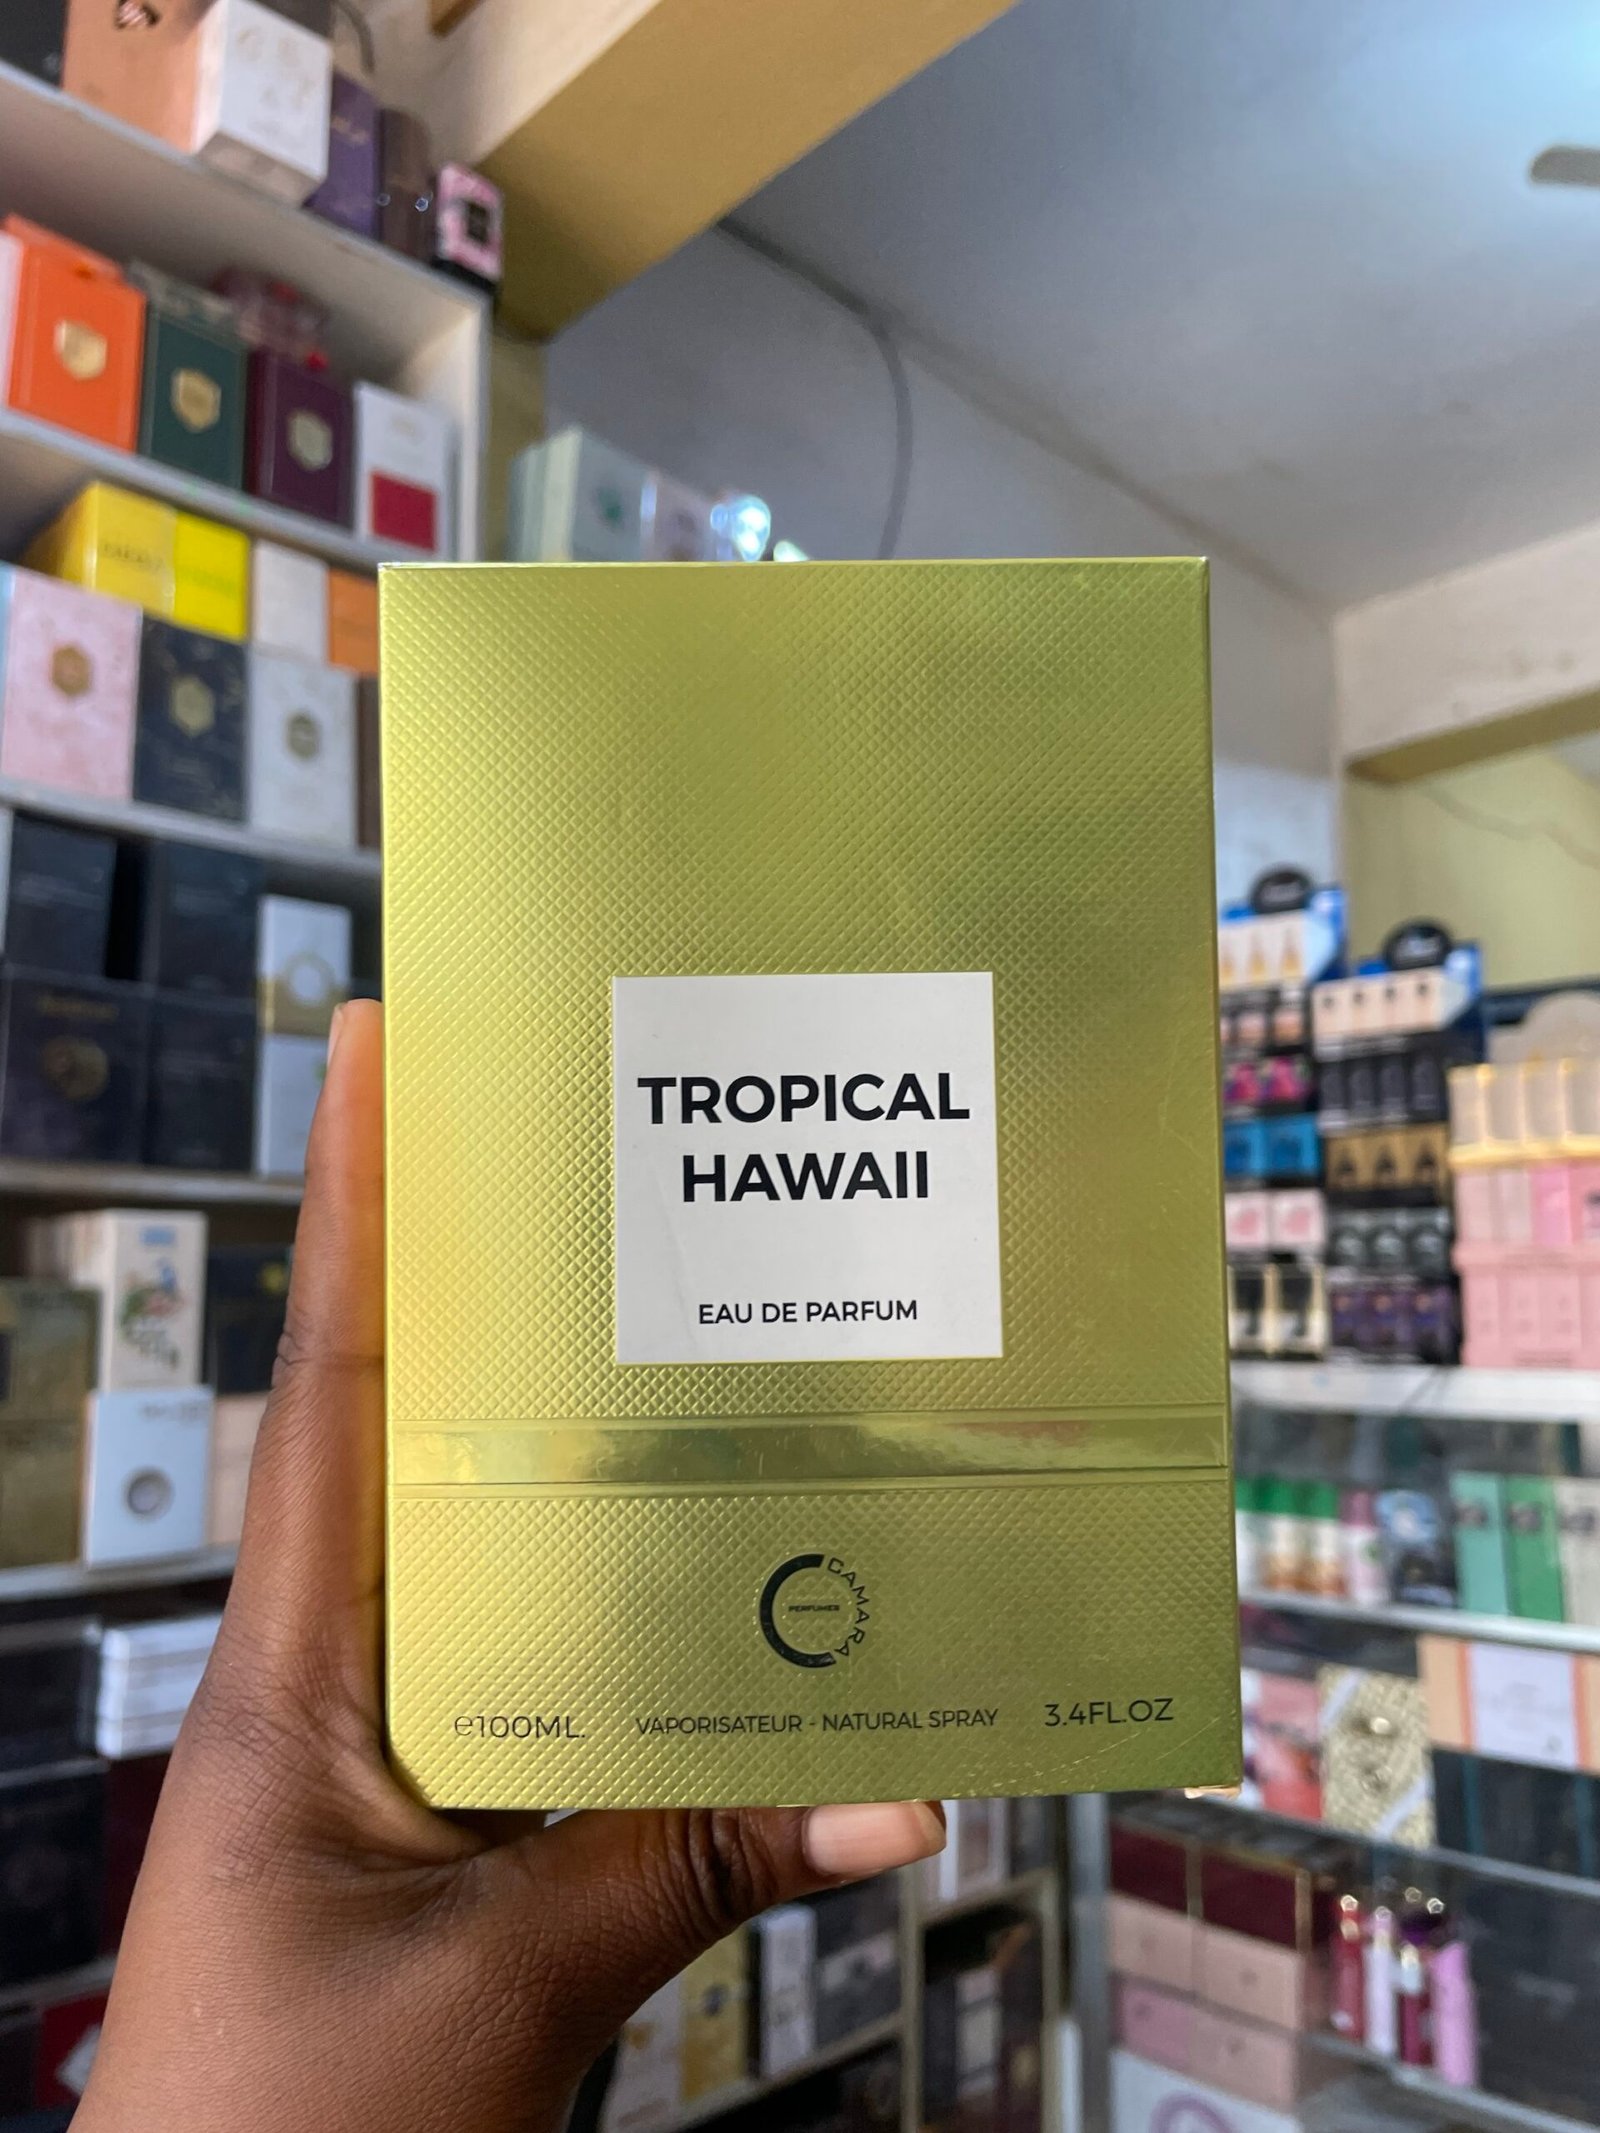 TROPICAL
HAWAII
EAU DE PARFUM
CAMARA
PERFUMES
℮100ML.
VAPORISATEUR - NATURAL SPRAY
3.4FL.OZ